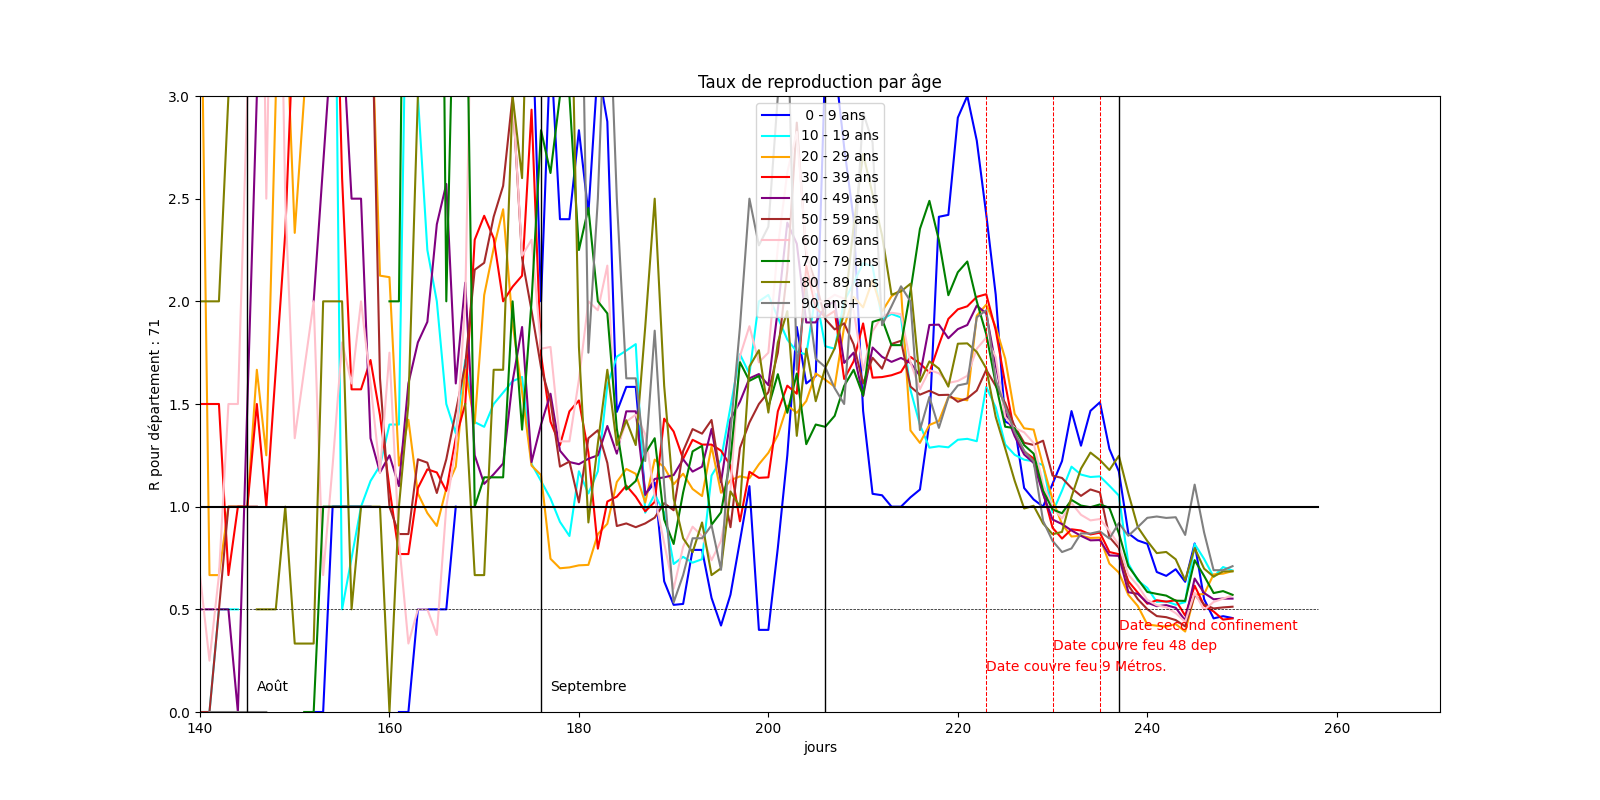 Taux de reproduction par âge
R pour département : 71
3.0
2.5
2.0
1.5
1.0
0.5
0.0
0 - 9 ans
10 - 19 ans
20 - 29 ans
30 - 39 ans
40 - 49 ans
50 - 59 ans
60 - 69 ans
70 - 79 ans
80 - 89 ans
90 ans+
Date second confinement
Date couvre feu 48 dep
Date couvre feu 9 Métros.
Août
Septembre
140
160
180
200
220
240
260
jours